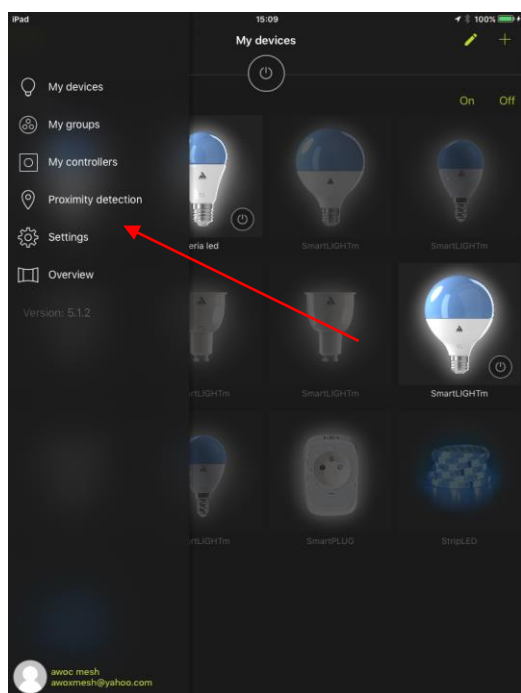 iPad 15:09 100%
My devices
On Off
My devices
My groups
My controllers
Proximity detection
Settings
Overview
Version: 5.1.2
eria led SmartLIGHTm SmartLIGHTm
rtLIGHTm SmartLIGHTm SmartLIGHTm
rtLIGHTm SmartPLUG StripLED
awoc mesh
awoxmesh@yahoo.com